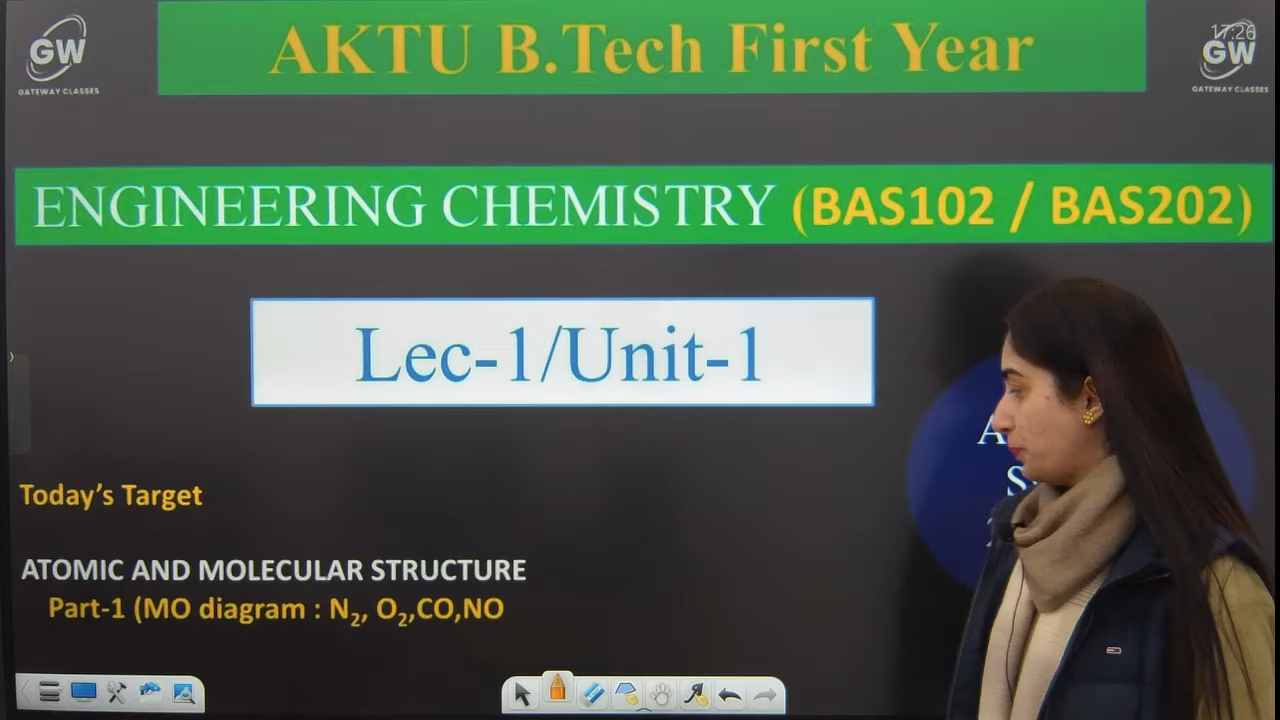 GW
GATEWAY CLASSES
AKTU B.Tech First Year
17:26
GW
GATEWAY CLASSES
ENGINEERING CHEMISTRY (BAS102 / BAS202)
Lec-1/Unit-1
Today's Target
ATOMIC AND MOLECULAR STRUCTURE
Part-1 (MO diagram : N₂, O₂,CO,NO